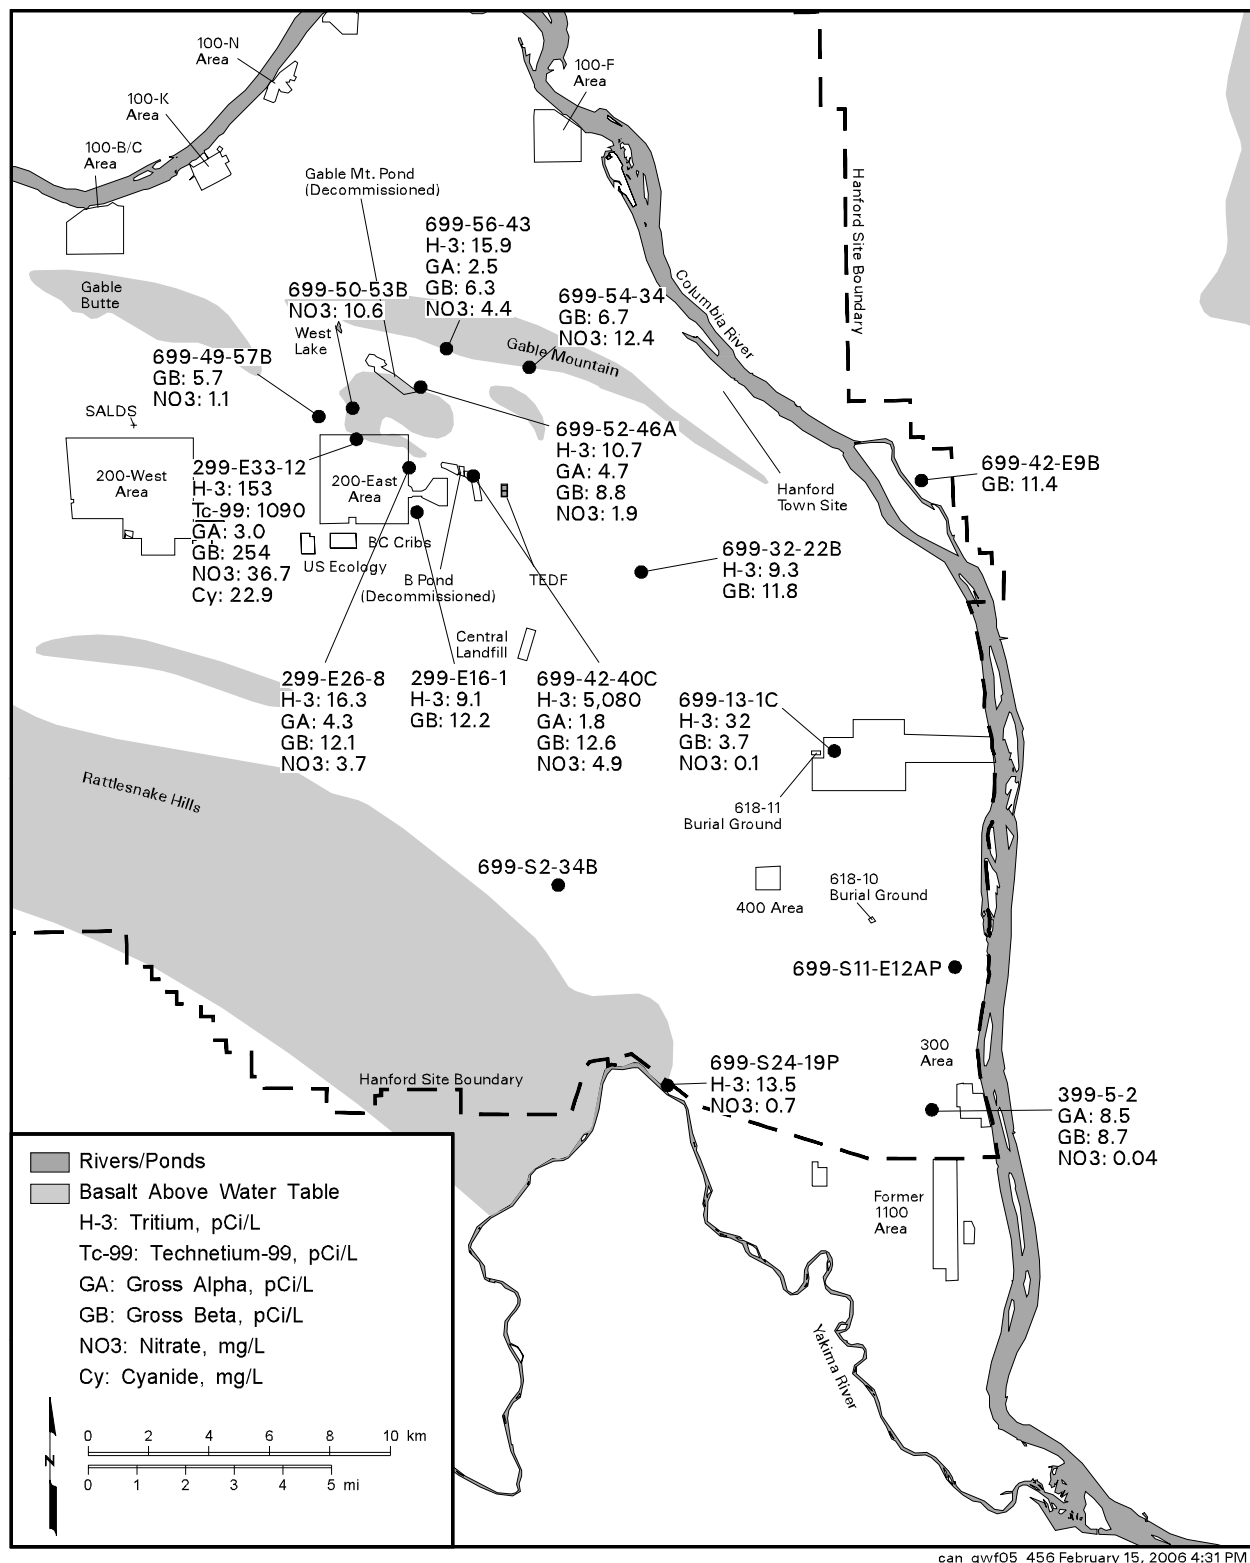 100-N
Area
100-F
Area
100-K
Area
100-B/C
Area
Gable Mt. Pond
(Decommissioned)
Hanford Site Boundary
699-56-43
H-3: 15.9
GA: 2.5
GB: 6.3
NO3: 4.4
Gable
Butte
699-50-53B
NO3: 10.6
West
Lake
699-54-34
GB: 6.7
NO3: 12.4
Columbia River
Gable Mountain
699-49-57B
GB: 5.7
NO3: 1.1
SALDS
699-52-46A
H-3: 10.7
GA: 4.7
GB: 8.8
NO3: 1.9
699-42-E9B
GB: 11.4
Hanford
Town Site
200-West
Area
299-E33-12
H-3: 153
Tc-99: 1090
GA: 3.0
GB: 254
NO3: 36.7
Cy: 22.9
200-East
Area
BC Cribs
US Ecology
B Pond
(Decommissioned)
TEDF
699-32-22B
H-3: 9.3
GB: 11.8
Central
Landfill
299-E26-8
H-3: 16.3
GA: 4.3
GB: 12.1
NO3: 3.7
299-E16-1
H-3: 9.1
GB: 12.2
699-42-40C
H-3: 5,080
GA: 1.8
GB: 12.6
NO3: 4.9
699-13-1C
H-3: 32
GB: 3.7
NO3: 0.1
Rattlesnake Hills
618-11
Burial Ground
699-S2-34B
400 Area
618-10
Burial Ground
699-S11-E12AP
300
Area
Hanford Site Boundary
699-S24-19P
H-3: 13.5
NO3: 0.7
399-5-2
GA: 8.5
GB: 8.7
NO3: 0.04
Former
1100
Area
Yakima River
Rivers/Ponds
Basalt Above Water Table
H-3: Tritium, pCi/L
Tc-99: Technetium-99, pCi/L
GA: Gross Alpha, pCi/L
GB: Gross Beta, pCi/L
NO3: Nitrate, mg/L
Cy: Cyanide, mg/L
N
0 2 4 6 8 10 km
0 1 2 3 4 5 mi
can_gwf05_456 February 15, 2006 4:31 PM